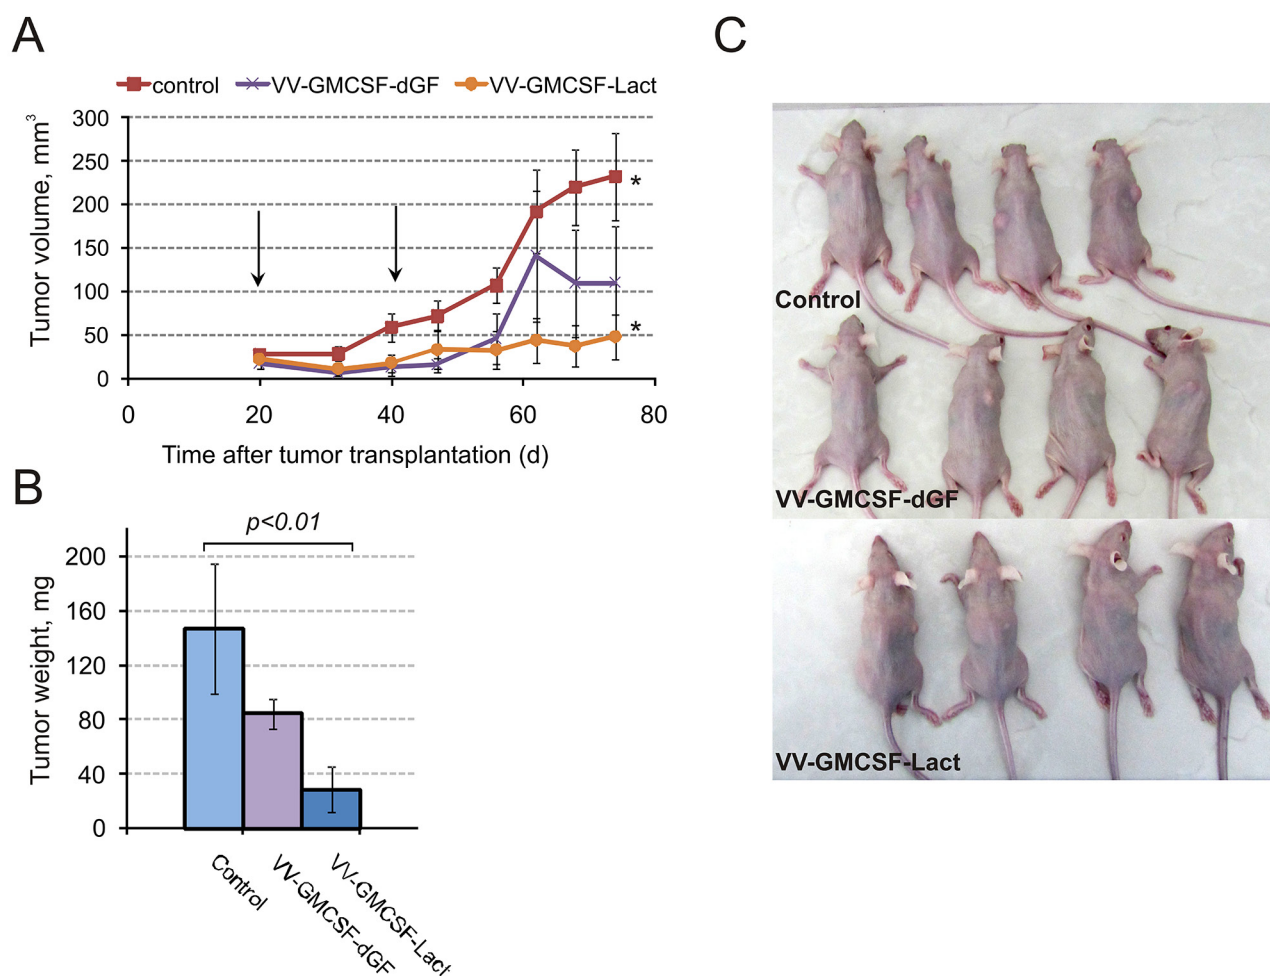 A
control VV-GMCSF-dGF VV-GMCSF-Lact
Tumor volume, mm³
300
250
200
150
100
50
0
*
*
0 20 40 60 80
Time after tumor transplantation (d)
B
p<0.01
Tumor weight, mg
200
160
120
80
40
0
Control
VV-GMCSF-dGF
VV-GMCSF-Lact
C
Control
VV-GMCSF-dGF
VV-GMCSF-Lact